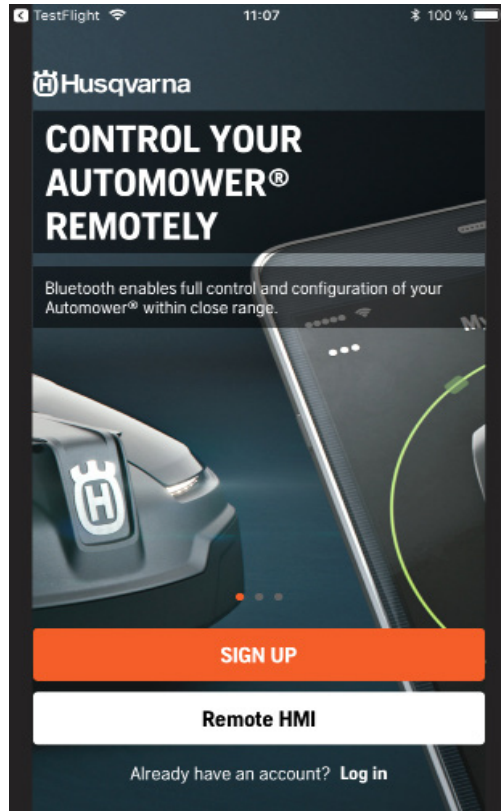 TestFlight 11:07 100 %
Husqvarna
CONTROL YOUR
AUTOMOWER®
REMOTELY
Bluetooth enables full control and configuration of your
Automower® within close range.
My
H
SIGN UP
Remote HMI
Already have an account? Log in